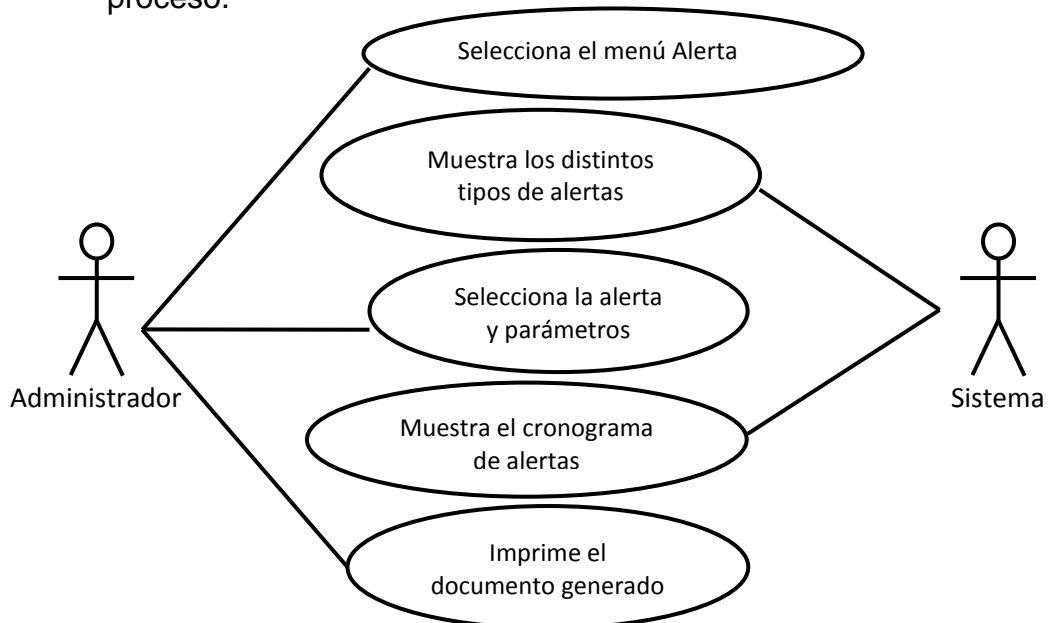 proceso.
Selecciona el menú Alerta
Muestra los distintos
tipos de alertas
Selecciona la alerta
y parámetros
Administrador
Sistema
Muestra el cronograma
de alertas
Imprime el
documento generado